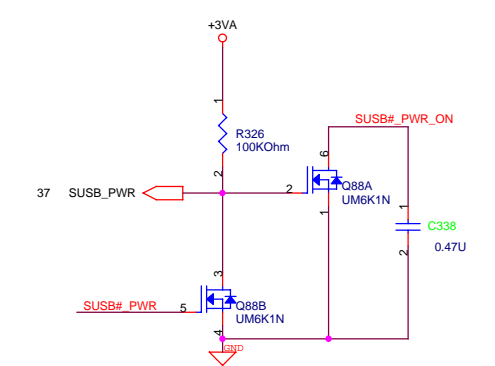 +3VA
1
R326
100KOhm
2
SUSB#_PWR_ON
6
37 SUSB_PWR
2
Q88A
UM6K1N
1
1
C338
2
0.47U
3
SUSB#_PWR
5
Q88B
UM6K1N
4
GND